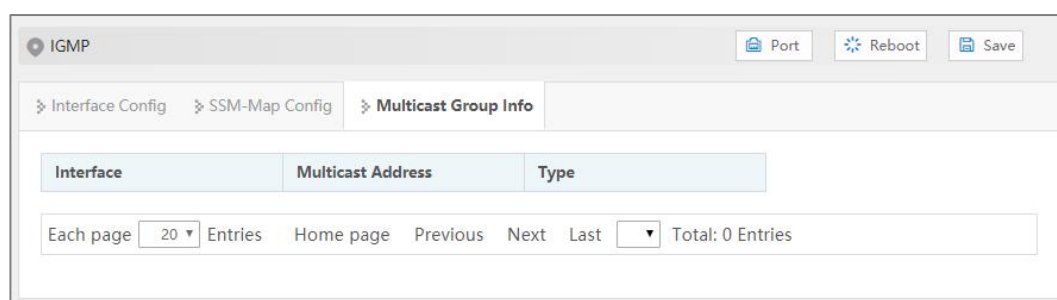 IGMP Port Reboot Save
Interface Config SSM-Map Config Multicast Group Info
Interface Multicast Address Type
Each page 20 Entries Home page Previous Next Last Total: 0 Entries